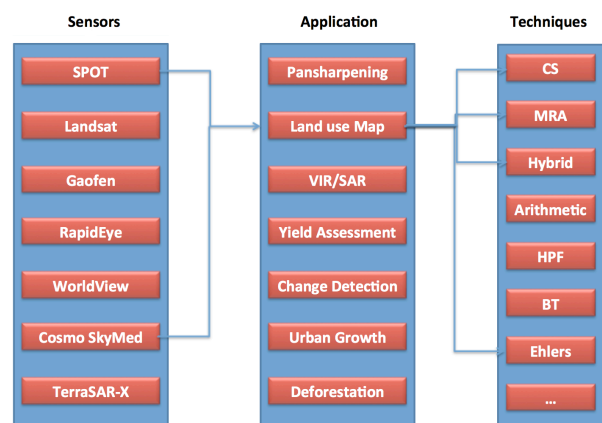 Sensors
Application
Techniques
SPOT
Landsat
Gaofen
RapidEye
WorldView
Cosmo SkyMed
TerraSAR-X
Pansharpening
Land use Map
VIR/SAR
Yield Assessment
Change Detection
Urban Growth
Deforestation
CS
MRA
Hybrid
Arithmetic
HPF
BT
Ehlers
...